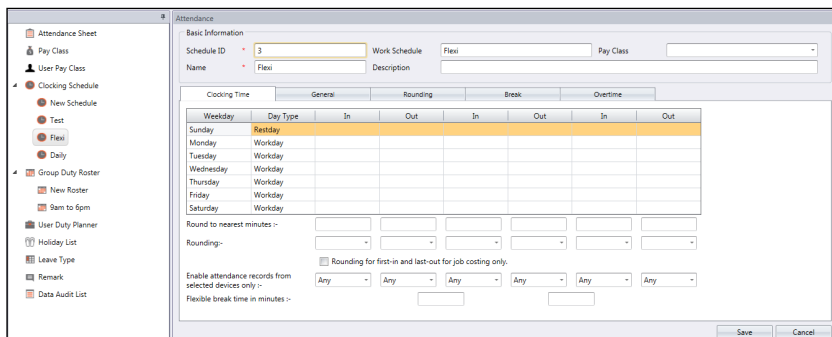 Attendance
Attendance Sheet
Pay Class
User Pay Class
Clocking Schedule
New Schedule
Test
Flexi
Daily
Group Duty Roster
New Roster
9am to 6pm
User Duty Planner
Holiday List
Leave Type
Remark
Data Audit List
Basic Information
Schedule ID * 3 Work Schedule Flexi Pay Class
Name * Flexi Description
Clocking Time General Rounding Break Overtime
Weekday Day Type In Out In Out In Out
Sunday Restday
Monday Workday
Tuesday Workday
Wednesday Workday
Thursday Workday
Friday Workday
Saturday Workday
Round to nearest minutes :-
Rounding:-
Rounding for first-in and last-out for job costing only.
Enable attendance records from
selected devices only :- Any Any Any Any Any Any
Flexible break time in minutes :-
Save Cancel